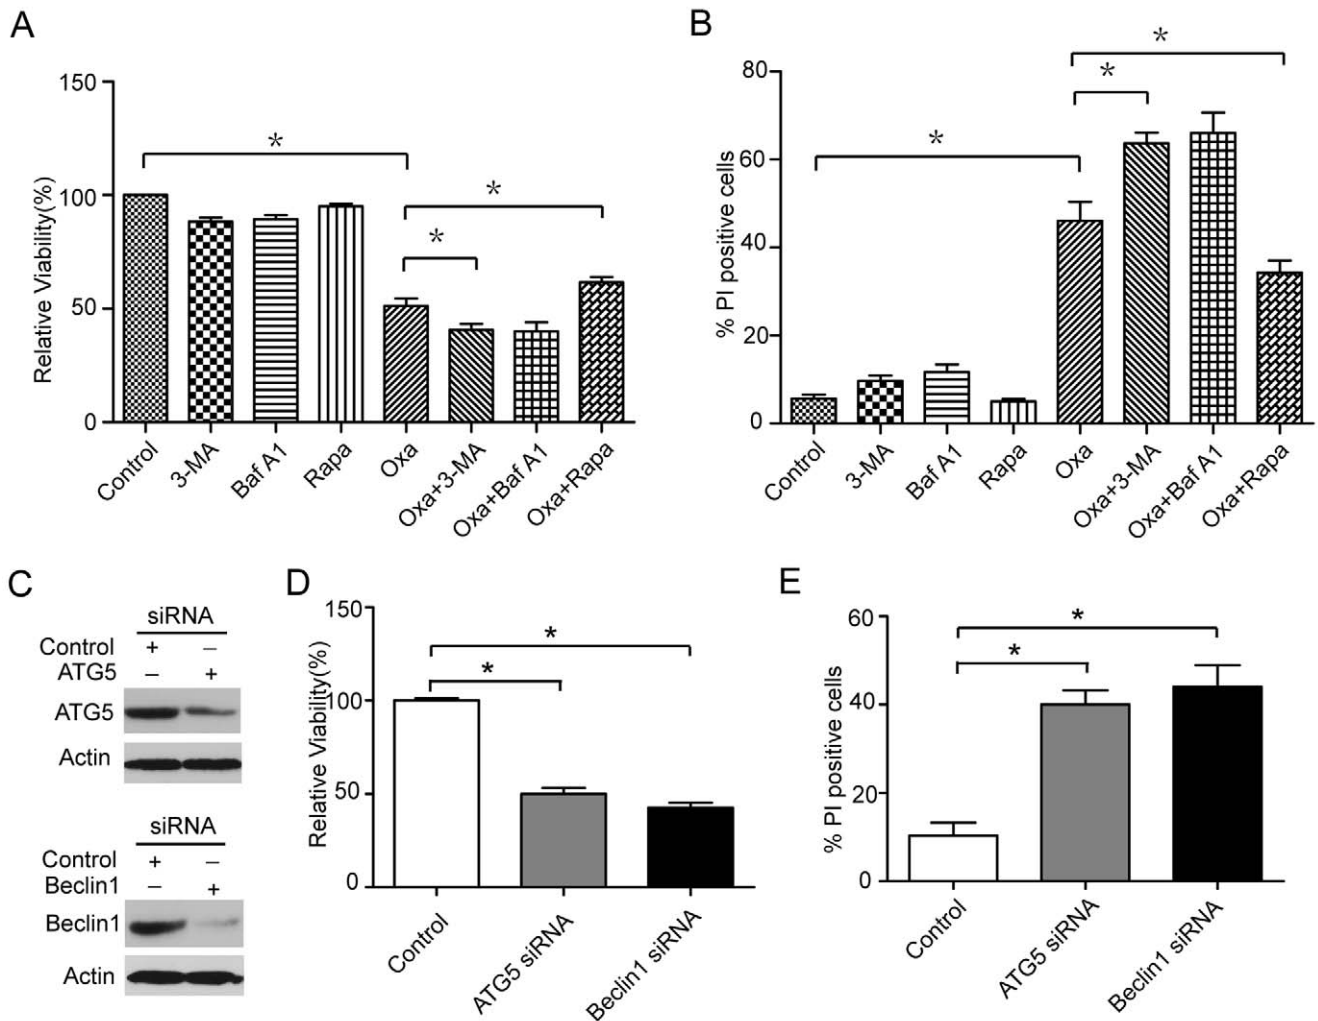 A
150
100
50
0
Relative Viability(%)
*
*
*
Control
3-MA
Baf A1
Rapa
Oxa
Oxa+3-MA
Oxa+Baf A1
Oxa+Rapa
B
80
60
40
20
0
% PI positive cells
*
*
*
Control
3-MA
Baf A1
Rapa
Oxa
Oxa+3-MA
Oxa+Baf A1
Oxa+Rapa
C
siRNA
Control + −
ATG5 − +
ATG5
Actin
siRNA
Control + −
Beclin1 − +
Beclin1
Actin
D
150
100
50
0
Relative Viability(%)
*
*
Control
ATG5 siRNA
Beclin1 siRNA
E
60
40
20
0
% PI positive cells
*
*
Control
ATG5 siRNA
Beclin1 siRNA